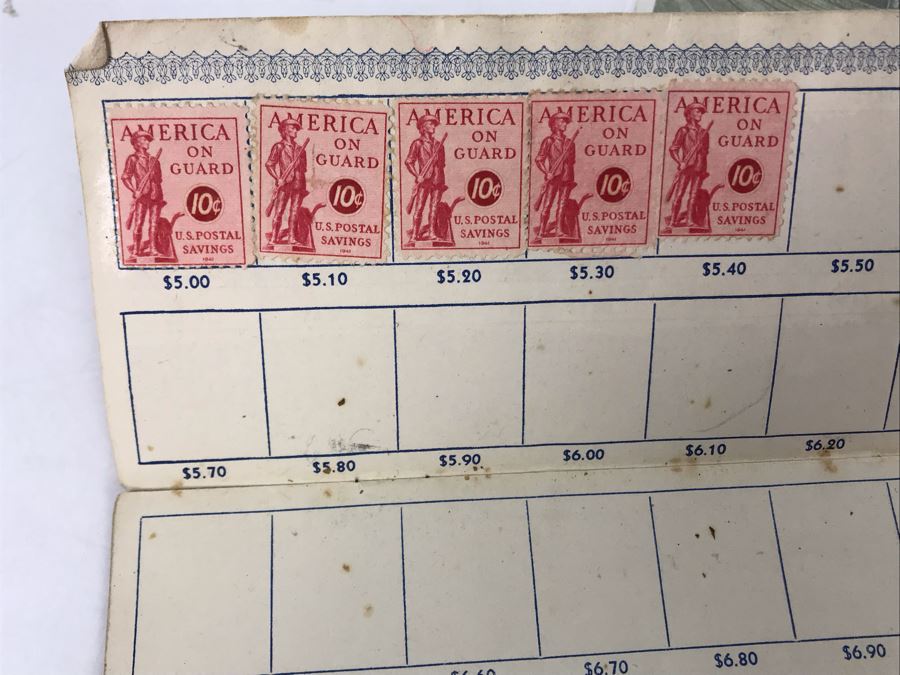 AMERICA
ON
GUARD
10¢
U.S. POSTAL
SAVINGS
1941
AMERICA
ON
GUARD
10¢
U.S. POSTAL
SAVINGS
1941
AMERICA
ON
GUARD
10¢
U.S. POSTAL
SAVINGS
1941
AMERICA
ON
GUARD
10¢
U.S. POSTAL
SAVINGS
1941
AMERICA
ON
GUARD
10¢
U.S. POSTAL
SAVINGS
1941
$5.00 $5.10 $5.20 $5.30 $5.40 $5.50
$5.70 $5.80 $5.90 $6.00 $6.10 $6.20
$6.60 $6.70 $6.80 $6.90